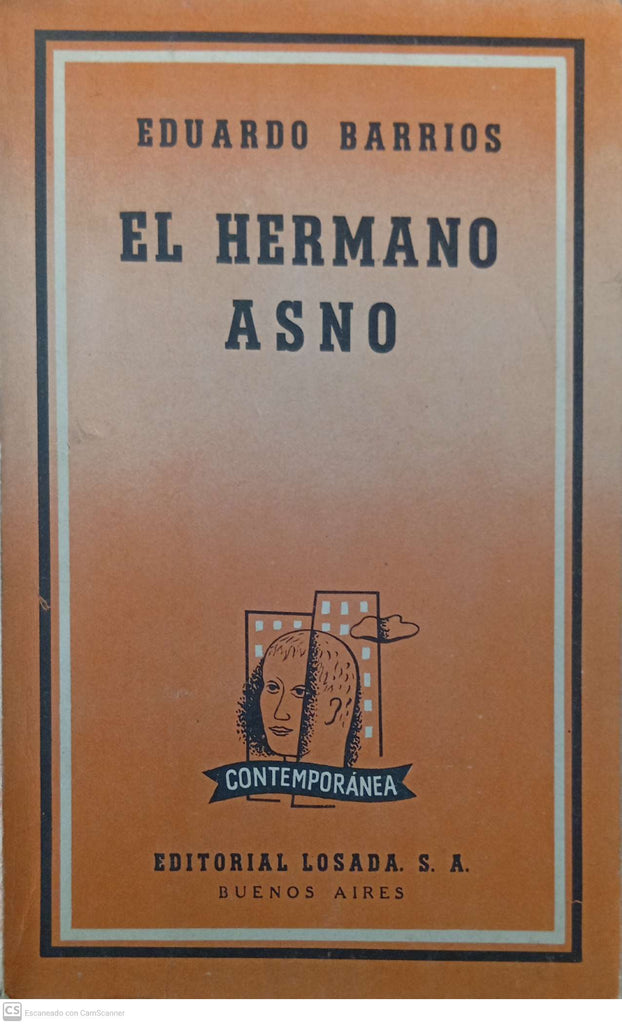 EDUARDO BARRIOS
EL HERMANO
ASNO
CONTEMPORÁNEA
EDITORIAL LOSADA. S. A.
BUENOS AIRES
CS Escaneado con CamScanner